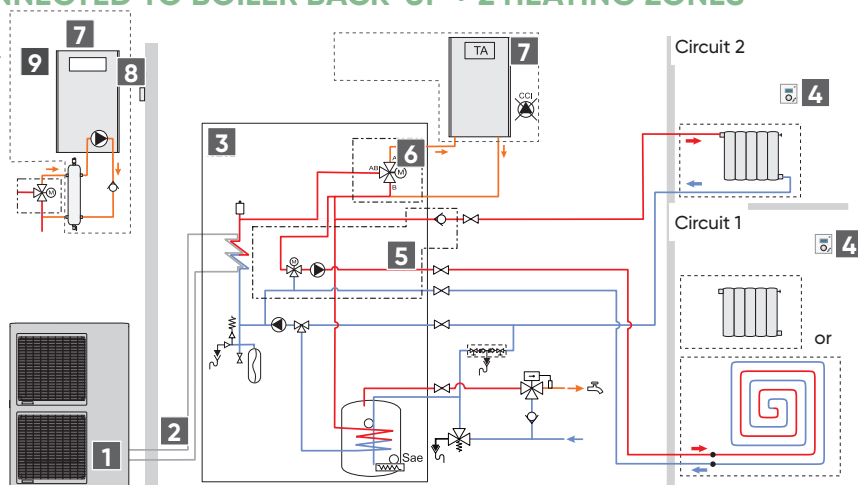 NNECTED TO BOILER BACK-UP • 2 HEATING ZONES
7
9
8
TA
7
CCI
Circuit 2
4
3
6
A
AB
M
B
M
Circuit 1
4
M
5
or
2
1
Sae